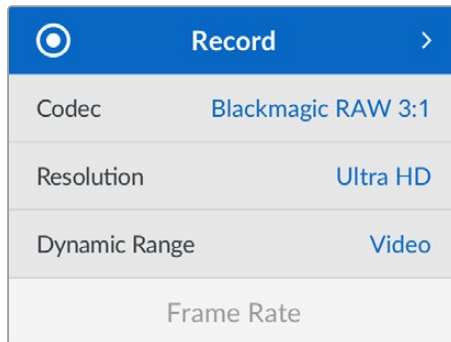 Record
Codec Blackmagic RAW 3:1
Resolution Ultra HD
Dynamic Range Video
Frame Rate